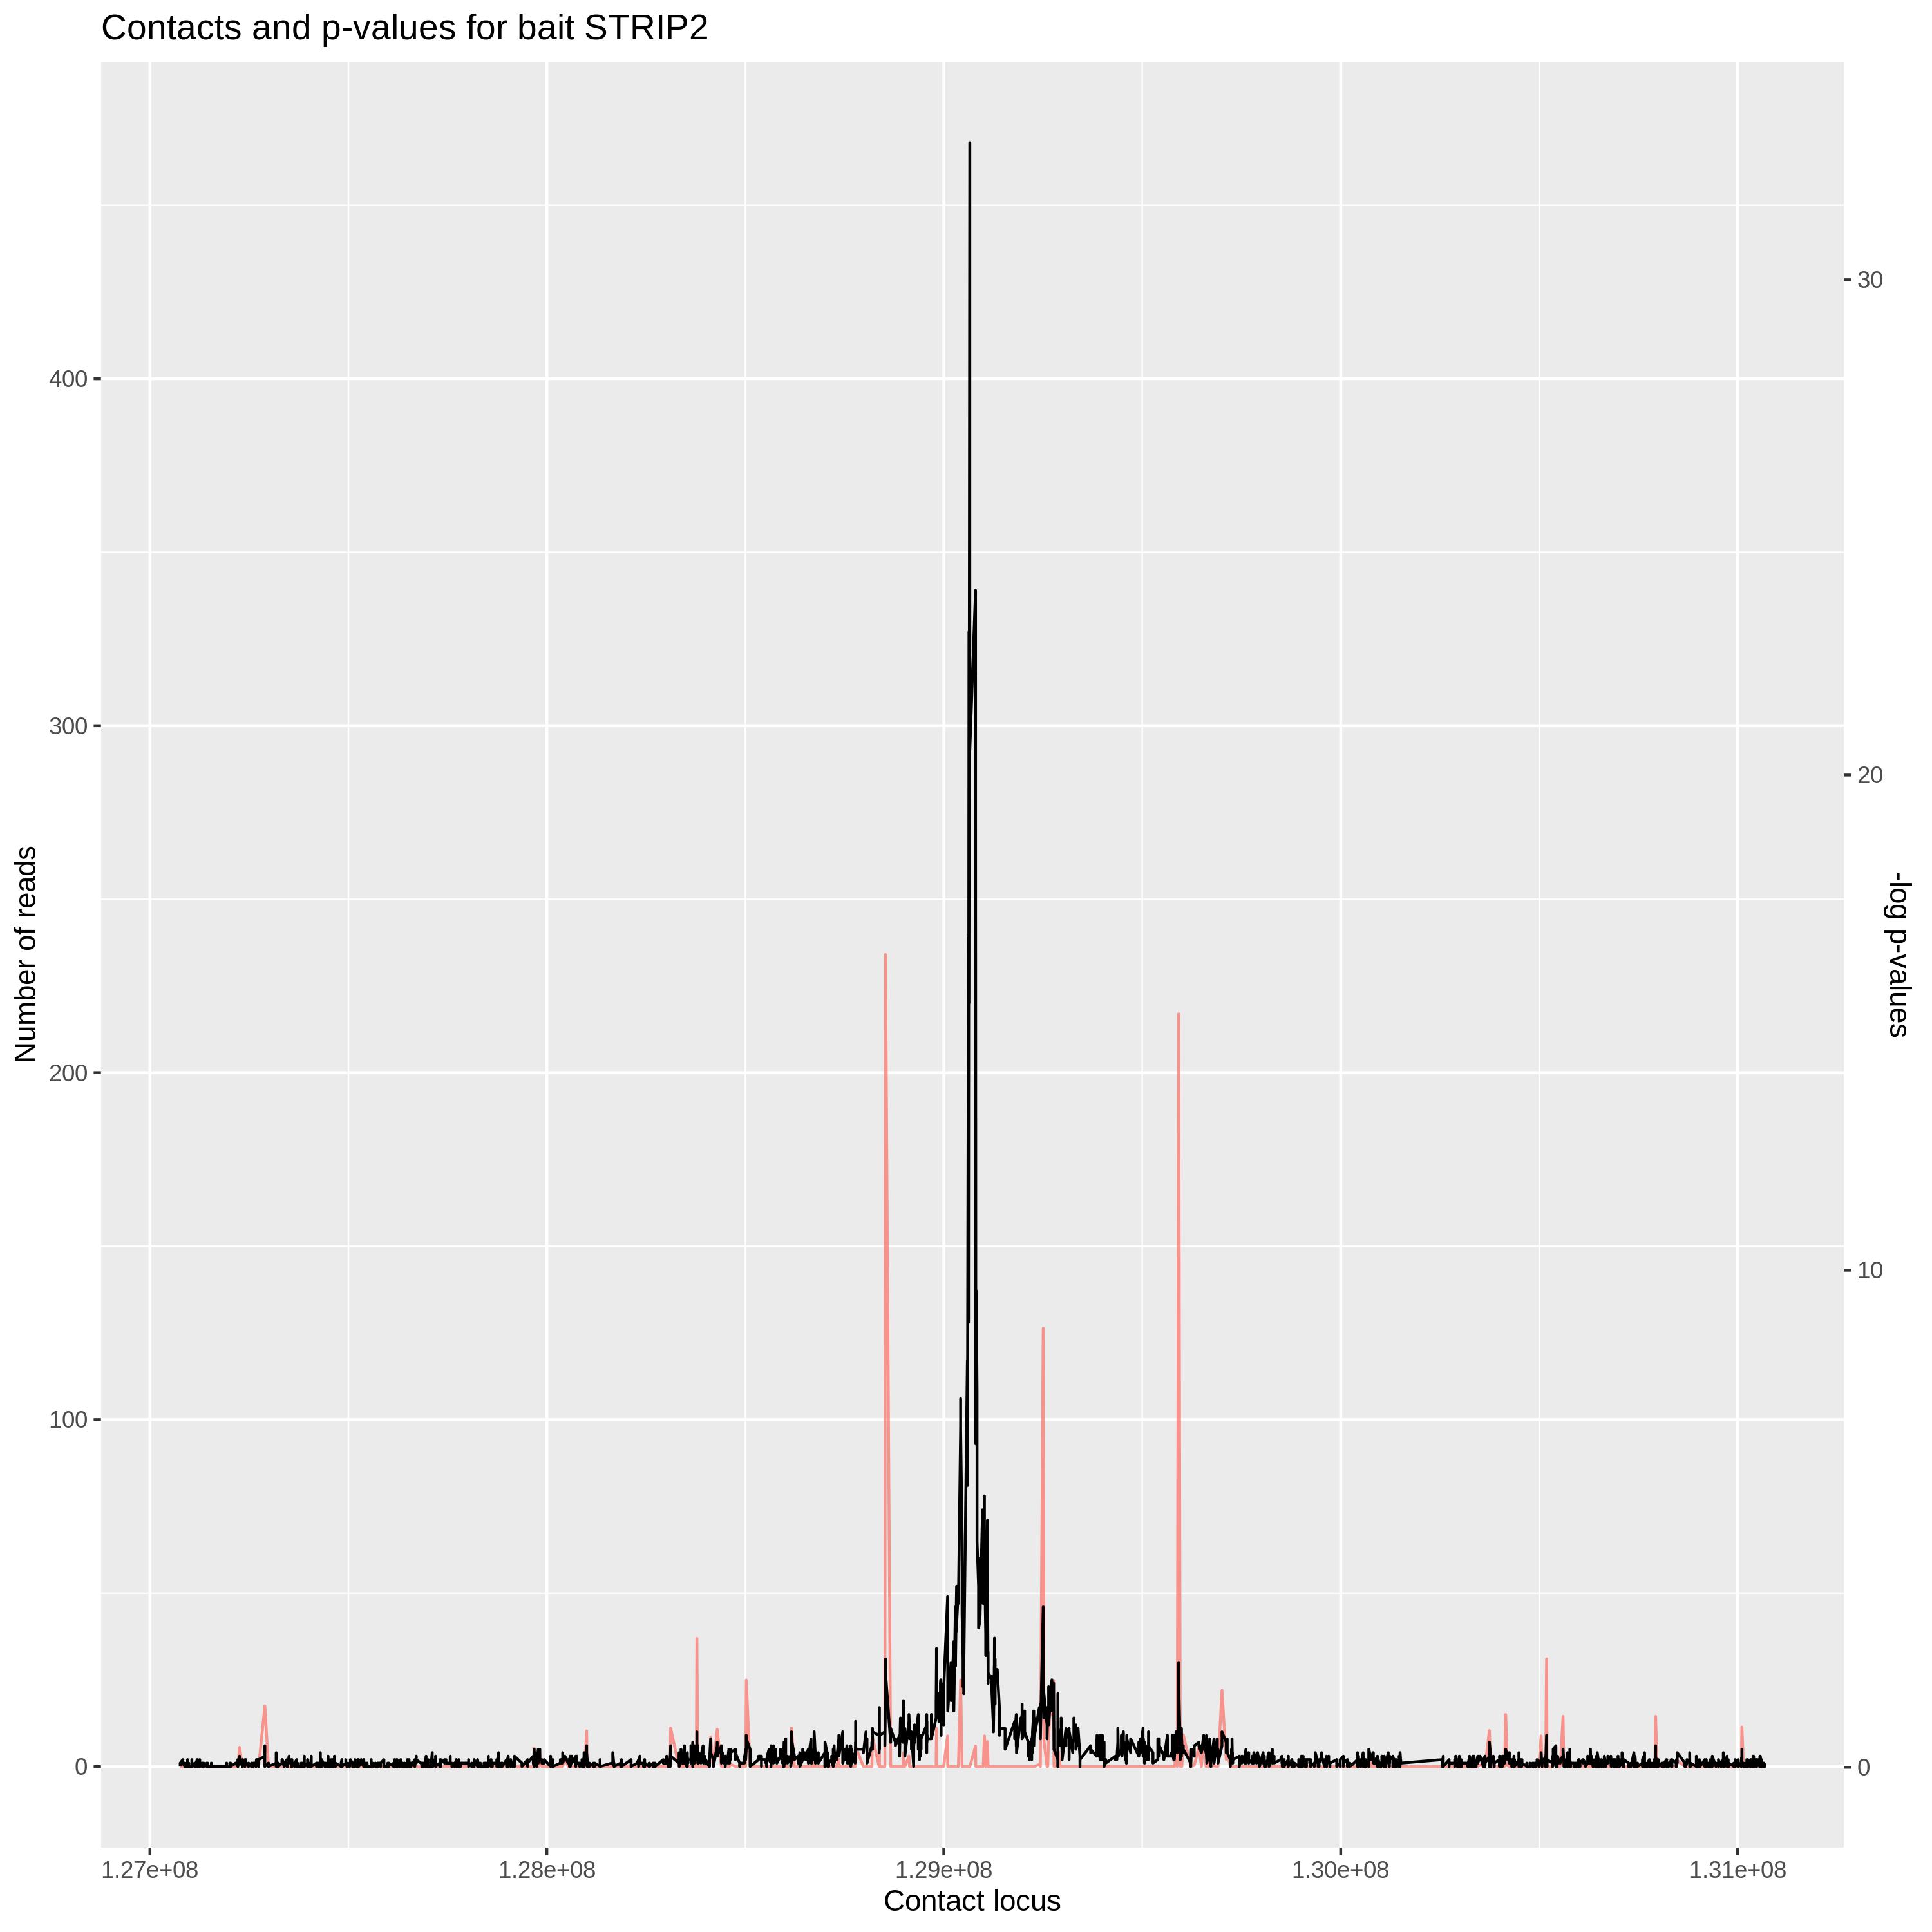 Contacts and p-values for bait STRIP2
Number of reads
400
300
200
100
0
-log p-values
30
20
10
0
1.27e+08
1.28e+08
1.29e+08
1.30e+08
1.31e+08
Contact locus